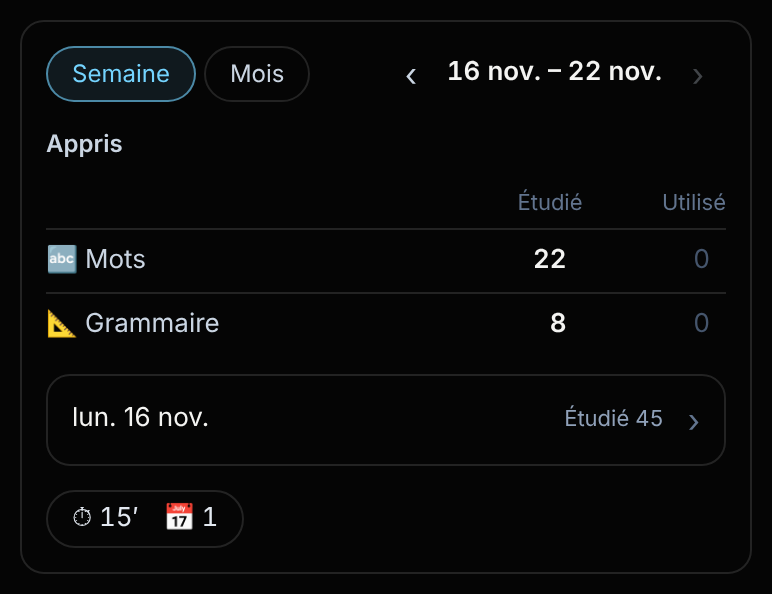 Semaine Mois ‹ 16 nov. – 22 nov. ›
Appris
Étudié Utilisé
🔤 Mots 22 0
📐 Grammaire 8 0
lun. 16 nov. Étudié 45 ›
⏱ 15′ 📅 1